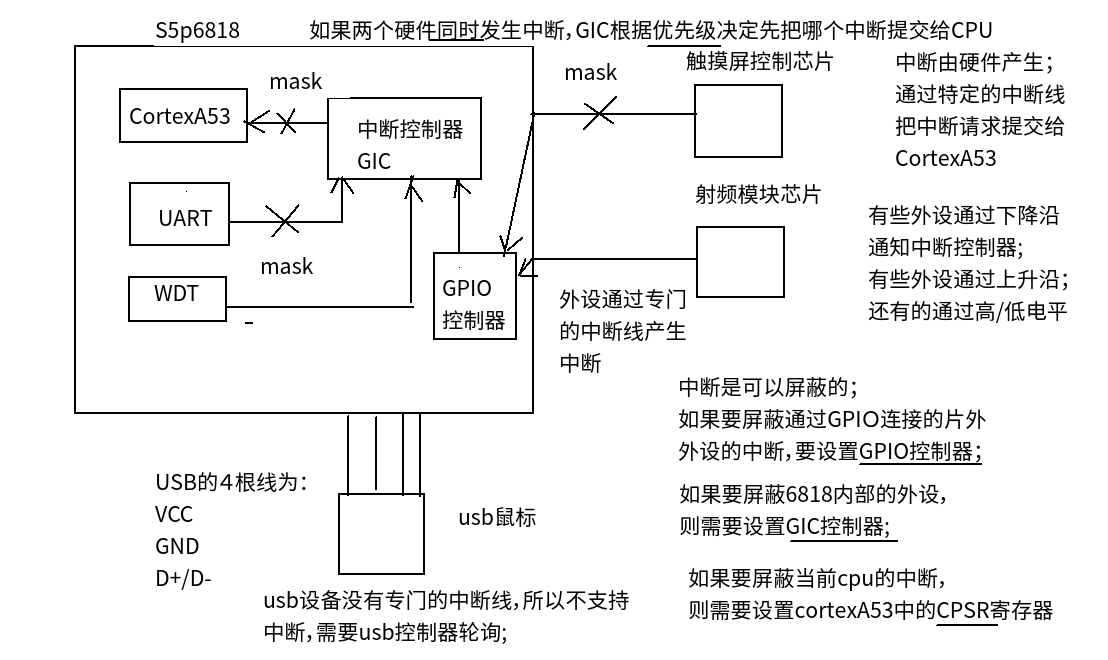 S5p6818
如果两个硬件同时发生中断,GIC根据优先级决定先把哪个中断提交给CPU
mask
CortexA53
中断控制器
GIC
UART
mask
WDT
GPIO
控制器
mask
触摸屏控制芯片
射频模块芯片
外设通过专门
的中断线产生
中断
中断由硬件产生；
通过特定的中断线
把中断请求提交给
CortexA53
有些外设通过下降沿
通知中断控制器;
有些外设通过上升沿；
还有的通过高/低电平
中断是可以屏蔽的；
如果要屏蔽通过GPIO连接的片外
外设的中断,要设置GPIO控制器；
如果要屏蔽6818内部的外设，
则需要设置GIC控制器;
如果要屏蔽当前cpu的中断，
则需要设置cortexA53中的CPSR寄存器
USB的４根线为：
VCC
GND
D+/D-
usb鼠标
usb设备没有专门的中断线,所以不支持
中断,需要usb控制器轮询;